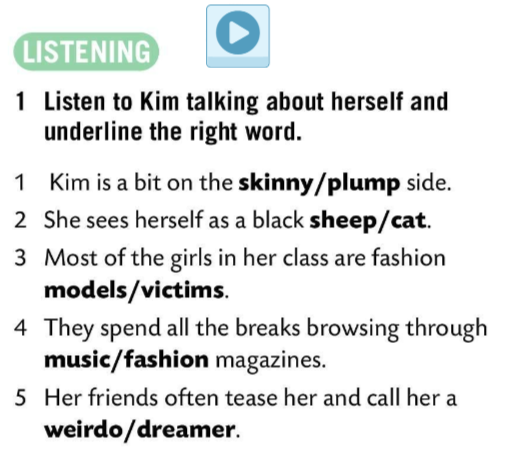 LISTENING
1 Listen to Kim talking about herself and
underline the right word.
1 Kim is a bit on the skinny/plump side.
2 She sees herself as a black sheep/cat.
3 Most of the girls in her class are fashion
models/victims.
4 They spend all the breaks browsing through
music/fashion magazines.
5 Her friends often tease her and call her a
weirdo/dreamer.